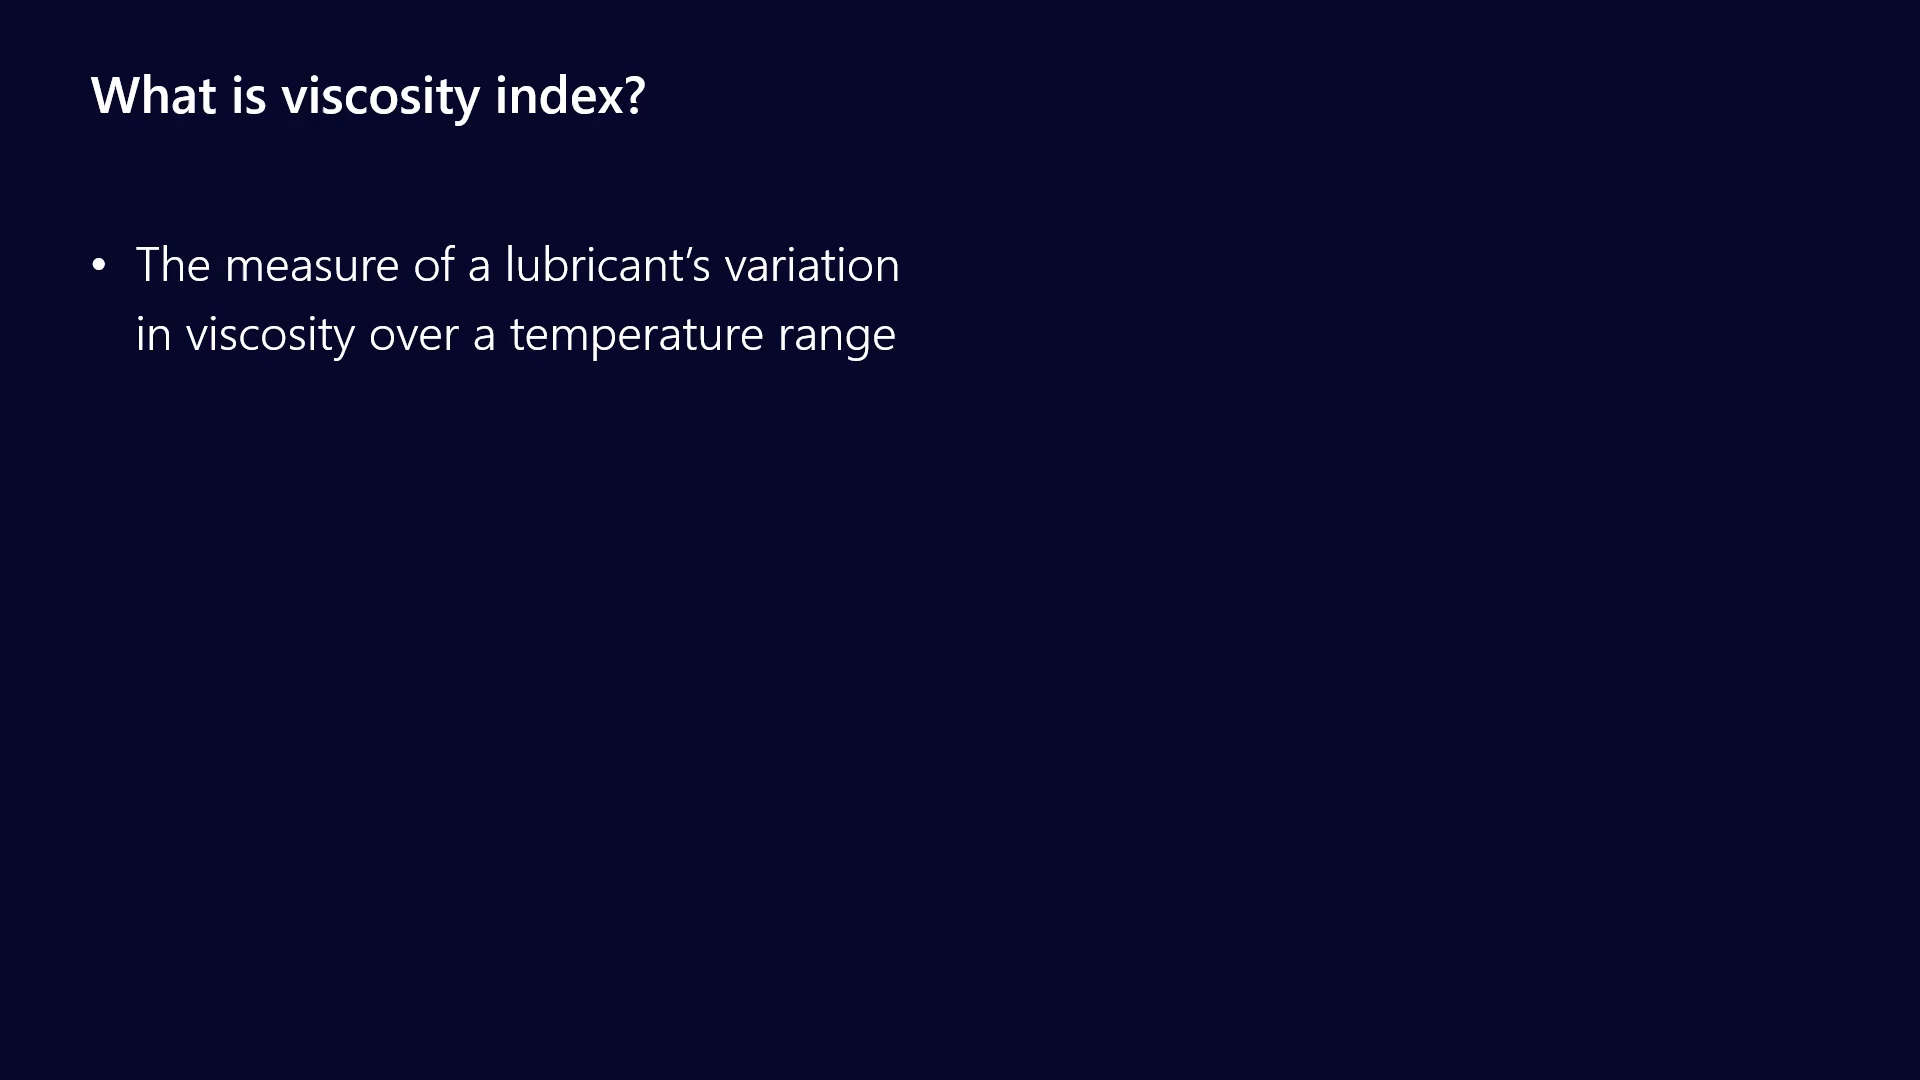 What is viscosity index?
• The measure of a lubricant’s variation
in viscosity over a temperature range